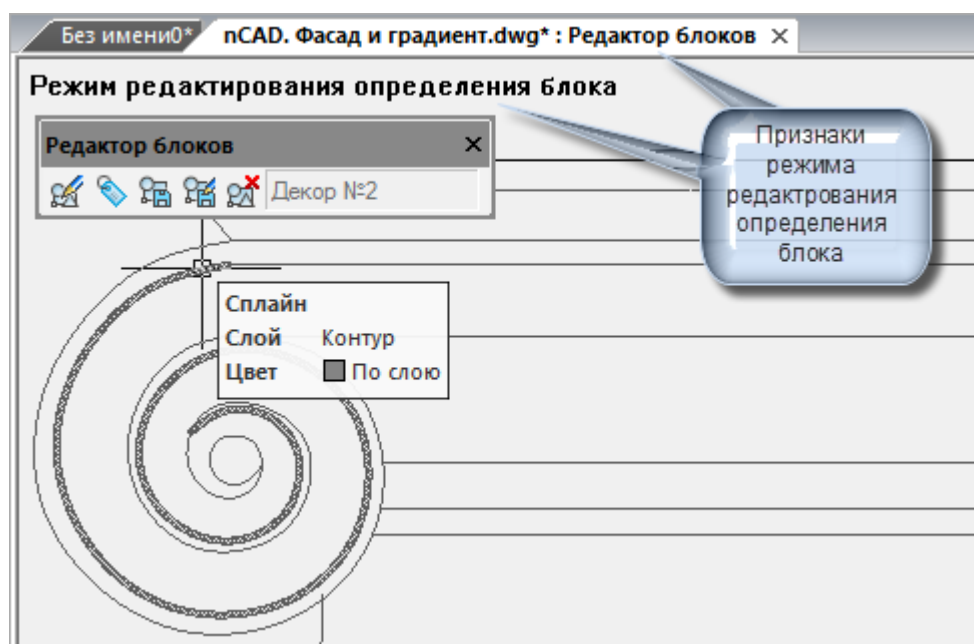 Без имени0*
nCAD. Фасад и градиент.dwg* : Редактор блоков
Режим редактирования определения блока
Редактор блоков
Декор №2
Признаки
режима
редактрования
определения
блока
Сплайн
Слой Контур
Цвет По слою